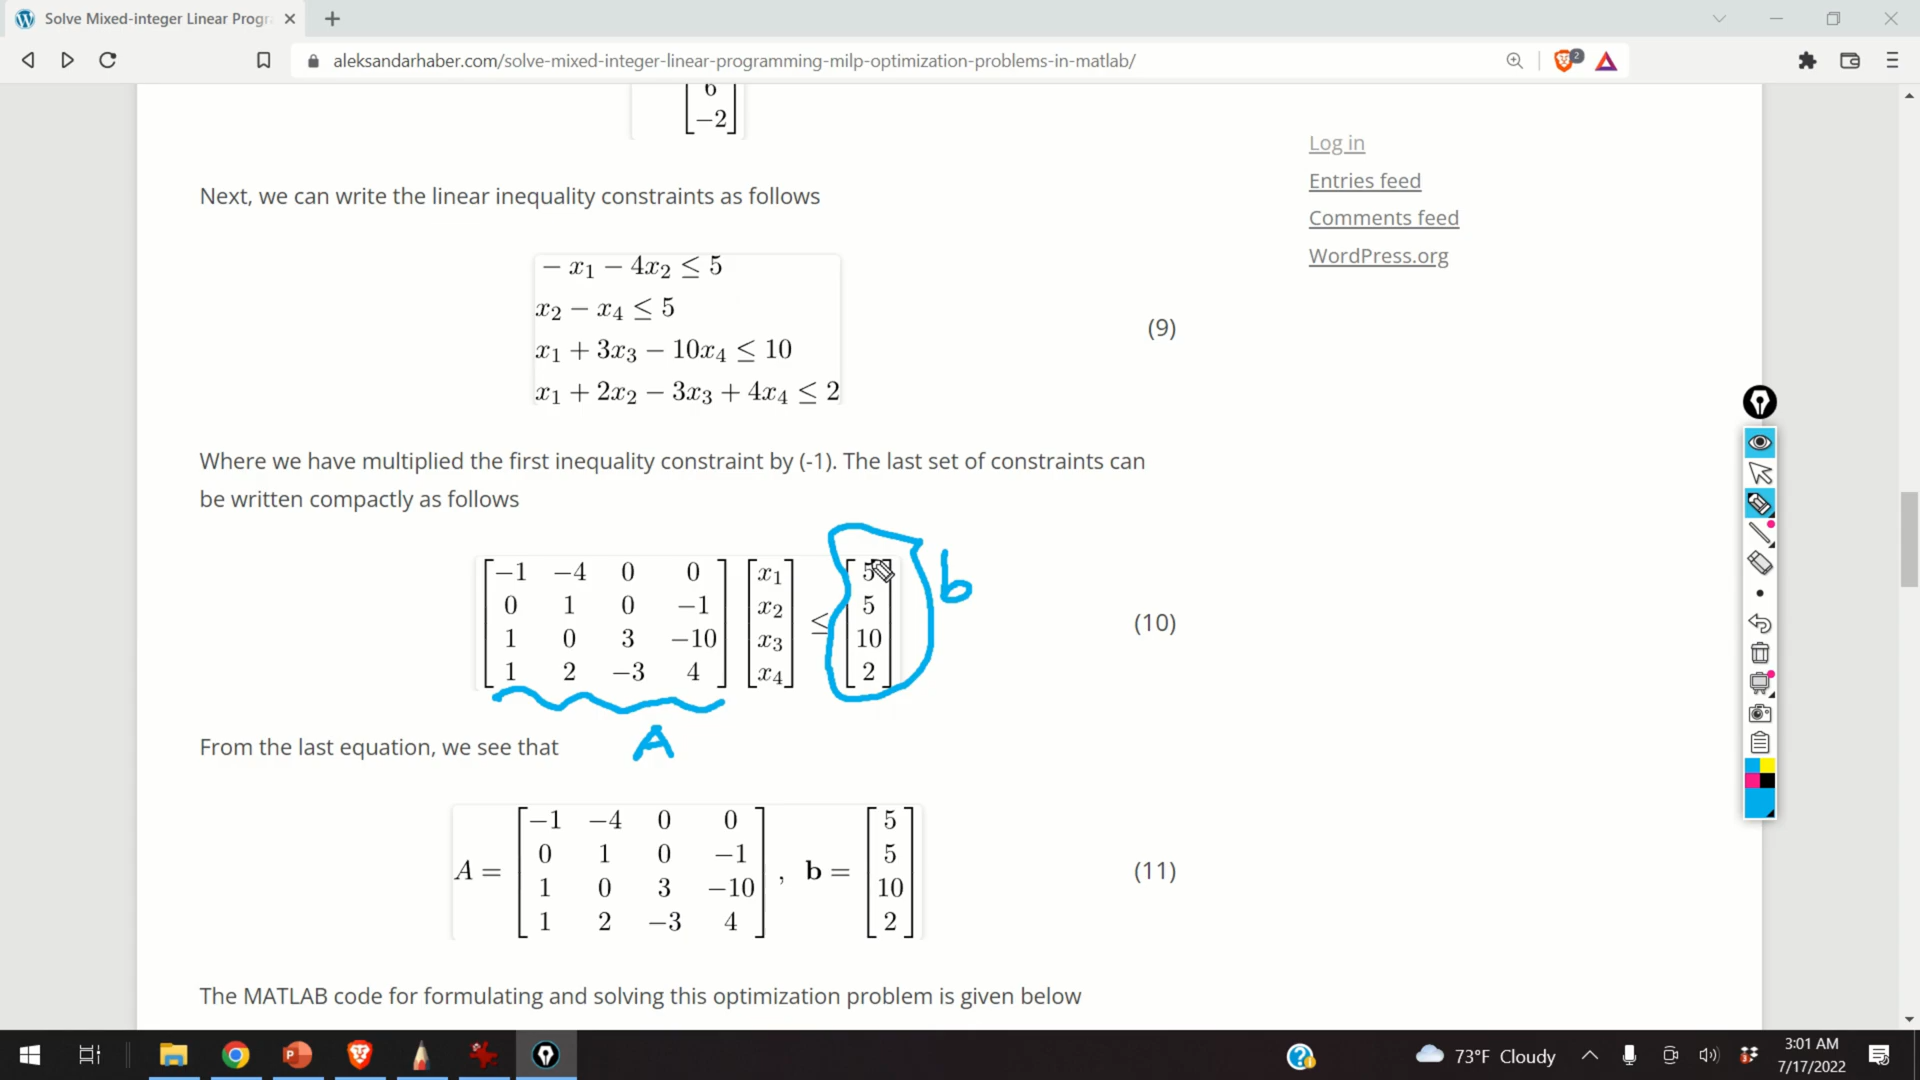 Solve Mixed-integer Linear Progr
aleksandarhaber.com/solve-mixed-integer-linear-programming-milp-optimization-problems-in-matlab/
2
6
−2
Next, we can write the linear inequality constraints as follows
− x1 − 4x2 ≤ 5
x2 − x4 ≤ 5
x1 + 3x3 − 10x4 ≤ 10
x1 + 2x2 − 3x3 + 4x4 ≤ 2
(9)
Log in
Entries feed
Comments feed
WordPress.org
Where we have multiplied the first inequality constraint by (-1). The last set of constraints can
be written compactly as follows
−1 −4 0 0 x1 5
0 1 0 −1 x2 5
1 0 3 −10 x3 ≤ 10
1 2 −3 4 x4 2
b
(10)
A
From the last equation, we see that
−1 −4 0 0 5
0 1 0 −1 5
A = 1 0 3 −10 , b = 10
1 2 −3 4 2
(11)
The MATLAB code for formulating and solving this optimization problem is given below
73°F Cloudy
3:01 AM
7/17/2022